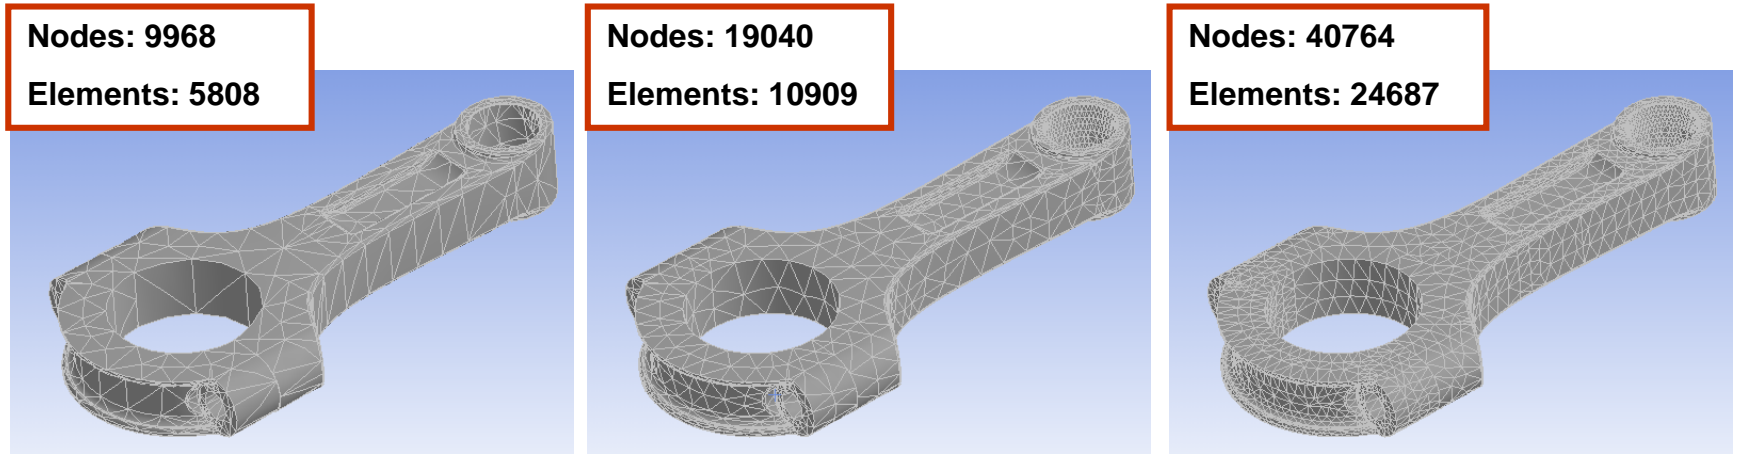 Nodes: 9968
Elements: 5808
Nodes: 19040
Elements: 10909
Nodes: 40764
Elements: 24687